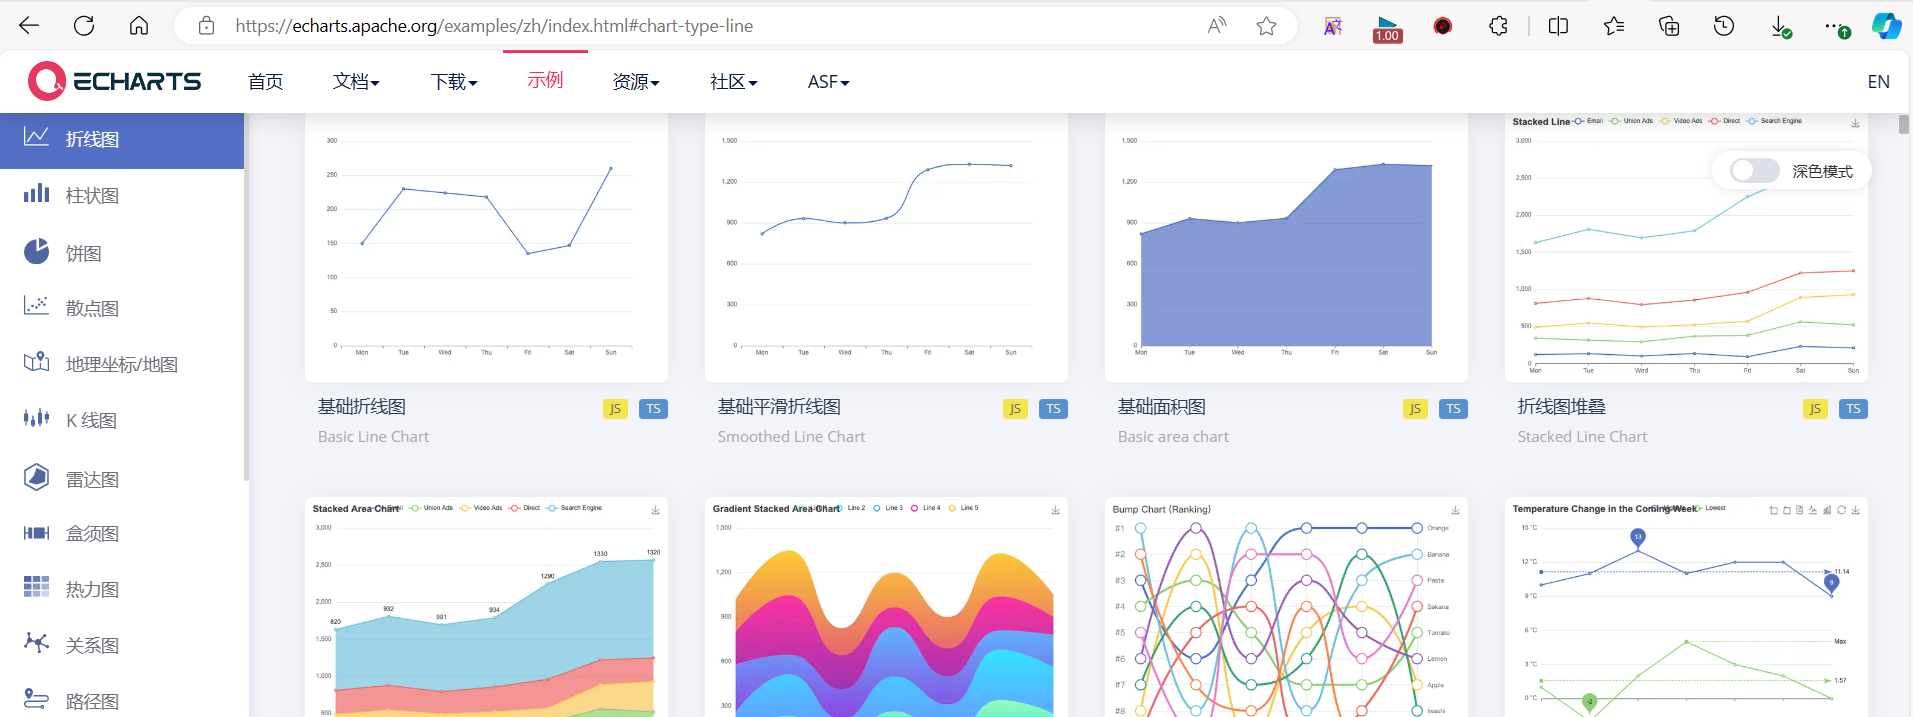 https://echarts.apache.org/examples/zh/index.html#chart-type-line
1.00
ECHARTS
首页
文档
下载
示例
资源
社区
ASF
EN
折线图
柱状图
饼图
散点图
地理坐标/地图
K 线图
雷达图
盒须图
热力图
关系图
路径图
深色模式
300
250
200
150
100
50
0
Mon Tue Wed Thu Fri Sat Sun
基础折线图
JS TS
Basic Line Chart
1,500
1,200
900
600
300
0
Mon Tue Wed Thu Fri Sat Sun
基础平滑折线图
JS TS
Smoothed Line Chart
1,500
1,200
900
600
300
0
Mon Tue Wed Thu Fri Sat Sun
基础面积图
JS TS
Basic area chart
Stacked Line Email Union Ads Video Ads Direct Search Engine
3,000
2,500
2,000
1,500
1,000
500
0
Mon Tue Wed Thu Fri Sat Sun
折线图堆叠
JS TS
Stacked Line Chart
Stacked Area Chart Union Ads Video Ads Direct Search Engine
3,000
2,500
2,000
1,500
1,000
500
820 932 901 934 1290 1330 1320
Gradient Stacked Area Chart Line 2 Line 3 Line 4 Line 5
1,500
1,200
900
600
300
Bump Chart (Ranking)
#1 Orange
#2 Banana
#3 Pasta
#4 Sakana
#5 Tomato
#6 Lemon
#7 Apple
#8 Iwashi
Temperature Change in the Coming Week Lowest
15 °C
12 °C
9 °C
6 °C
3 °C
0 °C
13
11.14
9
Max
1.57
-2